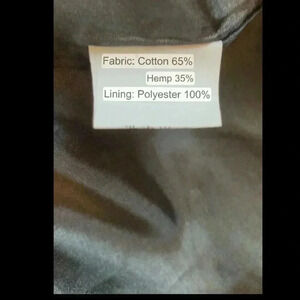 Fabric: Cotton 65%
Hemp 35%
Lining: Polyester 100%